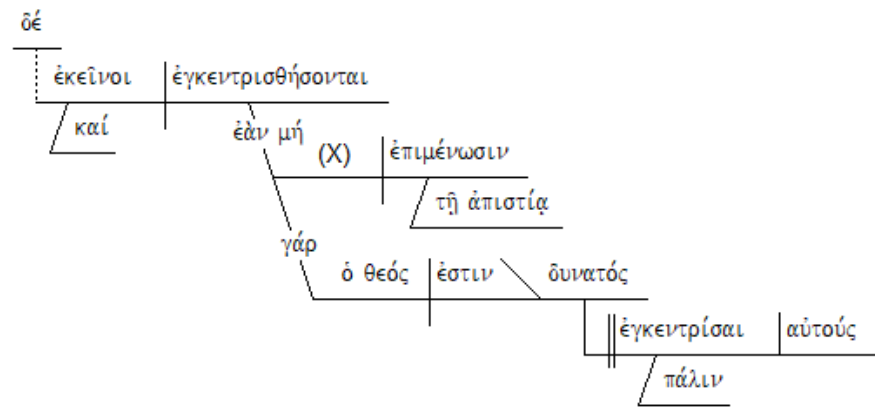 δέ
ἐκεῖνοι ἐγκεντρισθήσονται
καί
ἐὰν μή
(X) ἐπιμένωσιν
τῇ ἀπιστίᾳ
γάρ
ὁ θεός ἐστιν δυνατός
ἐγκεντρίσαι αὐτούς
πάλιν